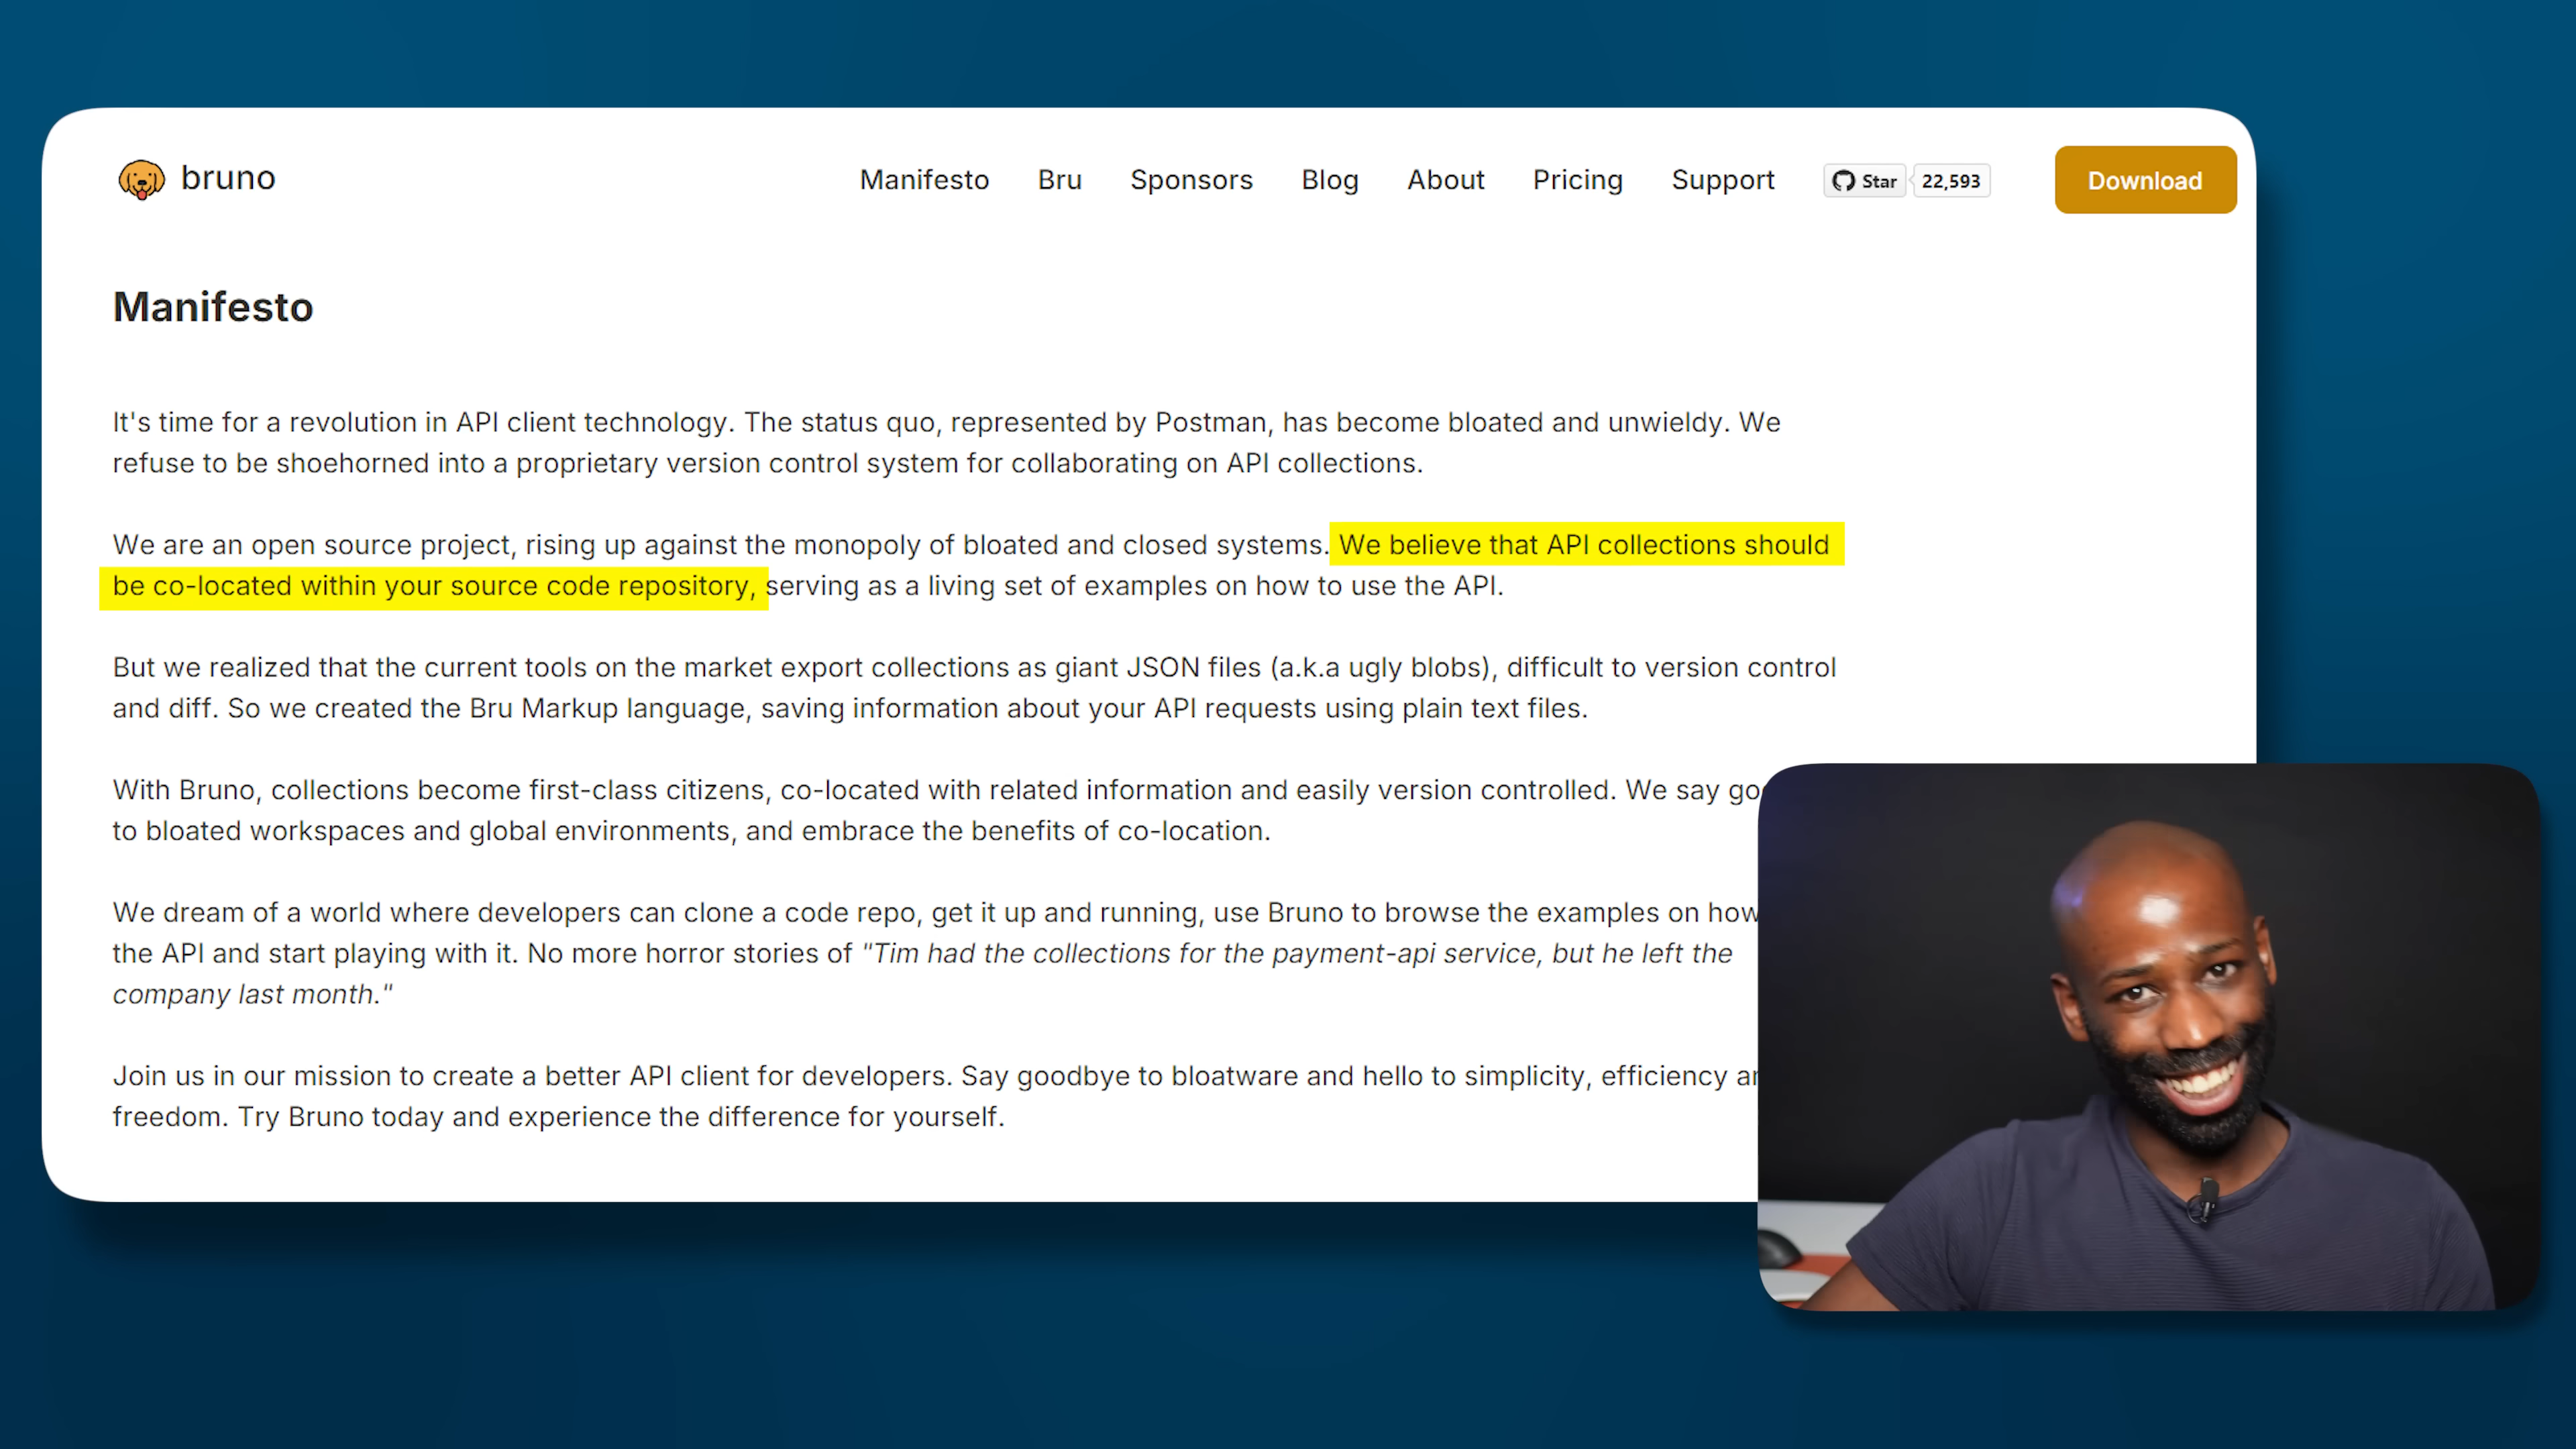 bruno
Manifesto Bru Sponsors Blog About Pricing Support Star 22,593 Download
Manifesto
It's time for a revolution in API client technology. The status quo, represented by Postman, has become bloated and unwieldy. We
refuse to be shoehorned into a proprietary version control system for collaborating on API collections.
We are an open source project, rising up against the monopoly of bloated and closed systems. We believe that API collections should
be co-located within your source code repository, serving as a living set of examples on how to use the API.
But we realized that the current tools on the market export collections as giant JSON files (a.k.a ugly blobs), difficult to version control
and diff. So we created the Bru Markup language, saving information about your API requests using plain text files.
With Bruno, collections become first-class citizens, co-located with related information and easily version controlled. We say
to bloated workspaces and global environments, and embrace the benefits of co-location.
We dream of a world where developers can clone a code repo, get it up and running, use Bruno to browse the examples on how
the API and start playing with it. No more horror stories of "Tim had the collections for the payment-api service, but he left the
company last month."
Join us in our mission to create a better API client for developers. Say goodbye to bloatware and hello to simplicity, efficiency
freedom. Try Bruno today and experience the difference for yourself.